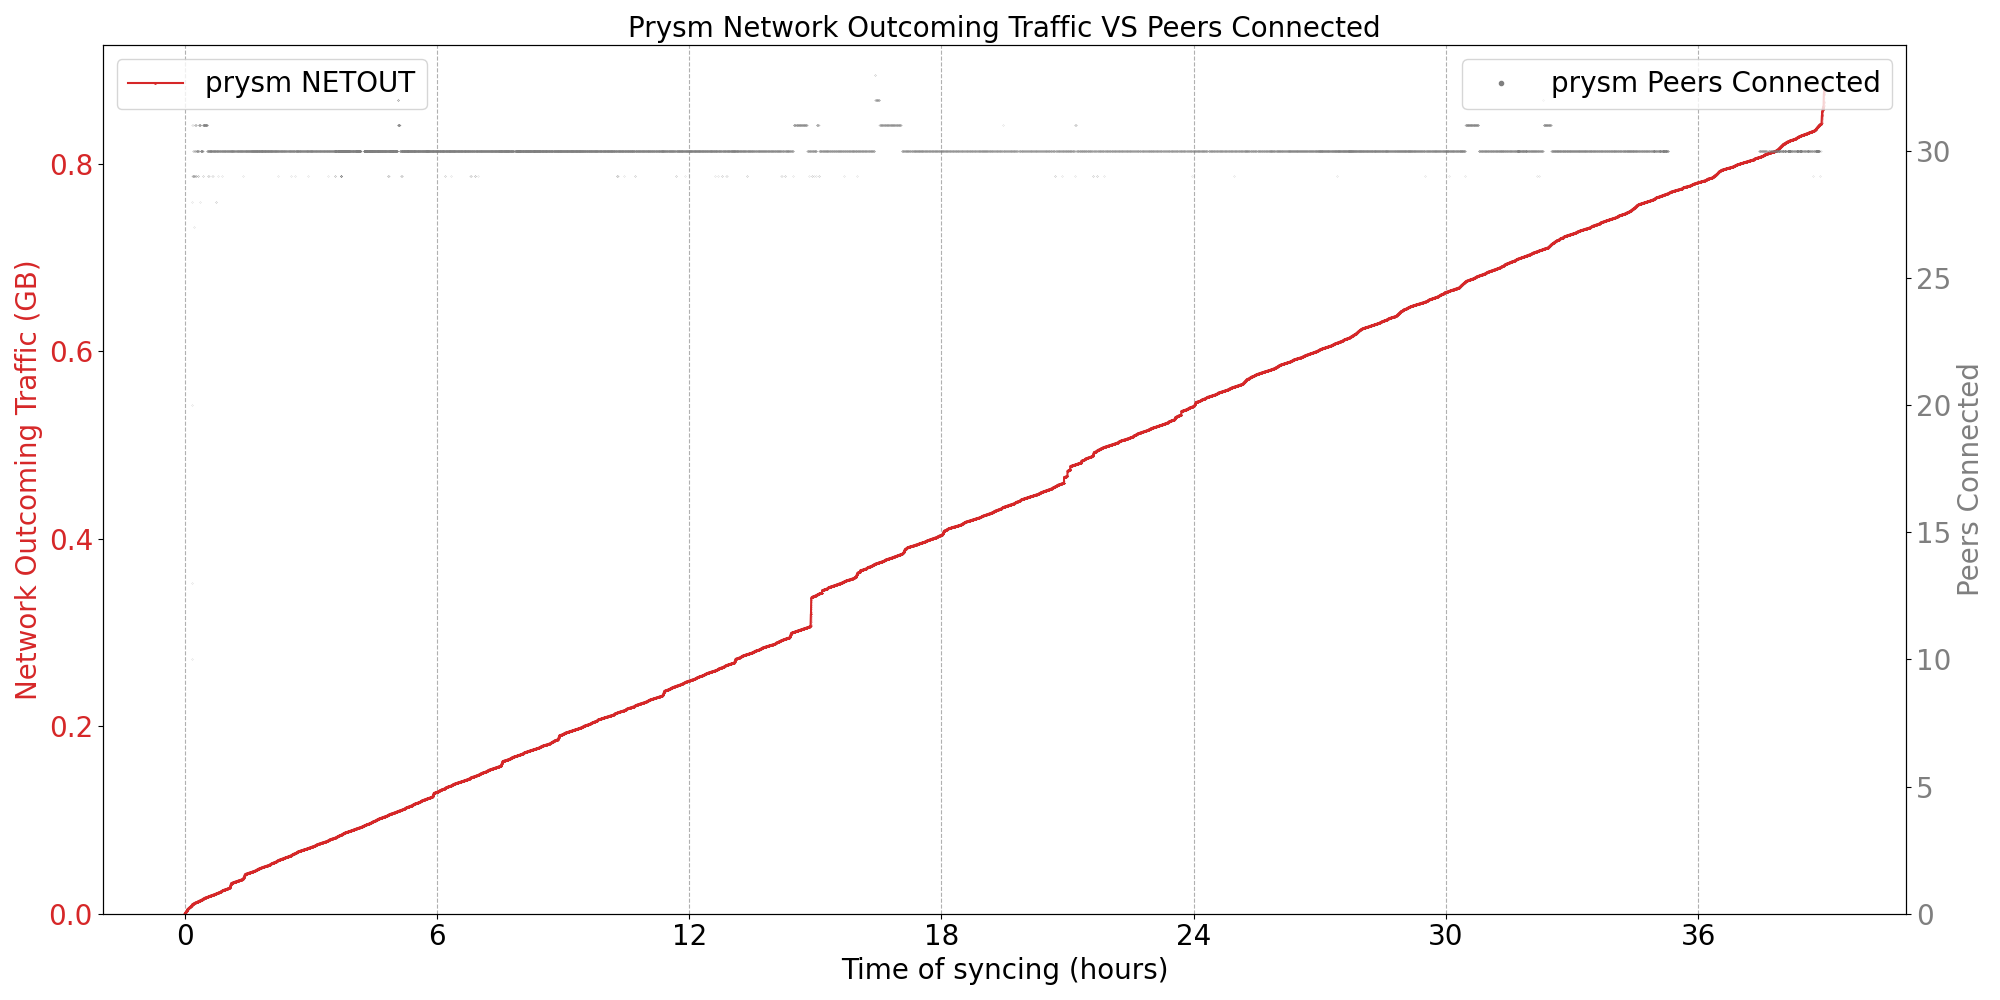 Prysm Network Outcoming Traffic VS Peers Connected
prysm NETOUT
prysm Peers Connected
Network Outcoming Traffic (GB)
0.8
0.6
0.4
0.2
0.0
30
25
20
15
10
5
0
Peers Connected
0 6 12 18 24 30 36
Time of syncing (hours)